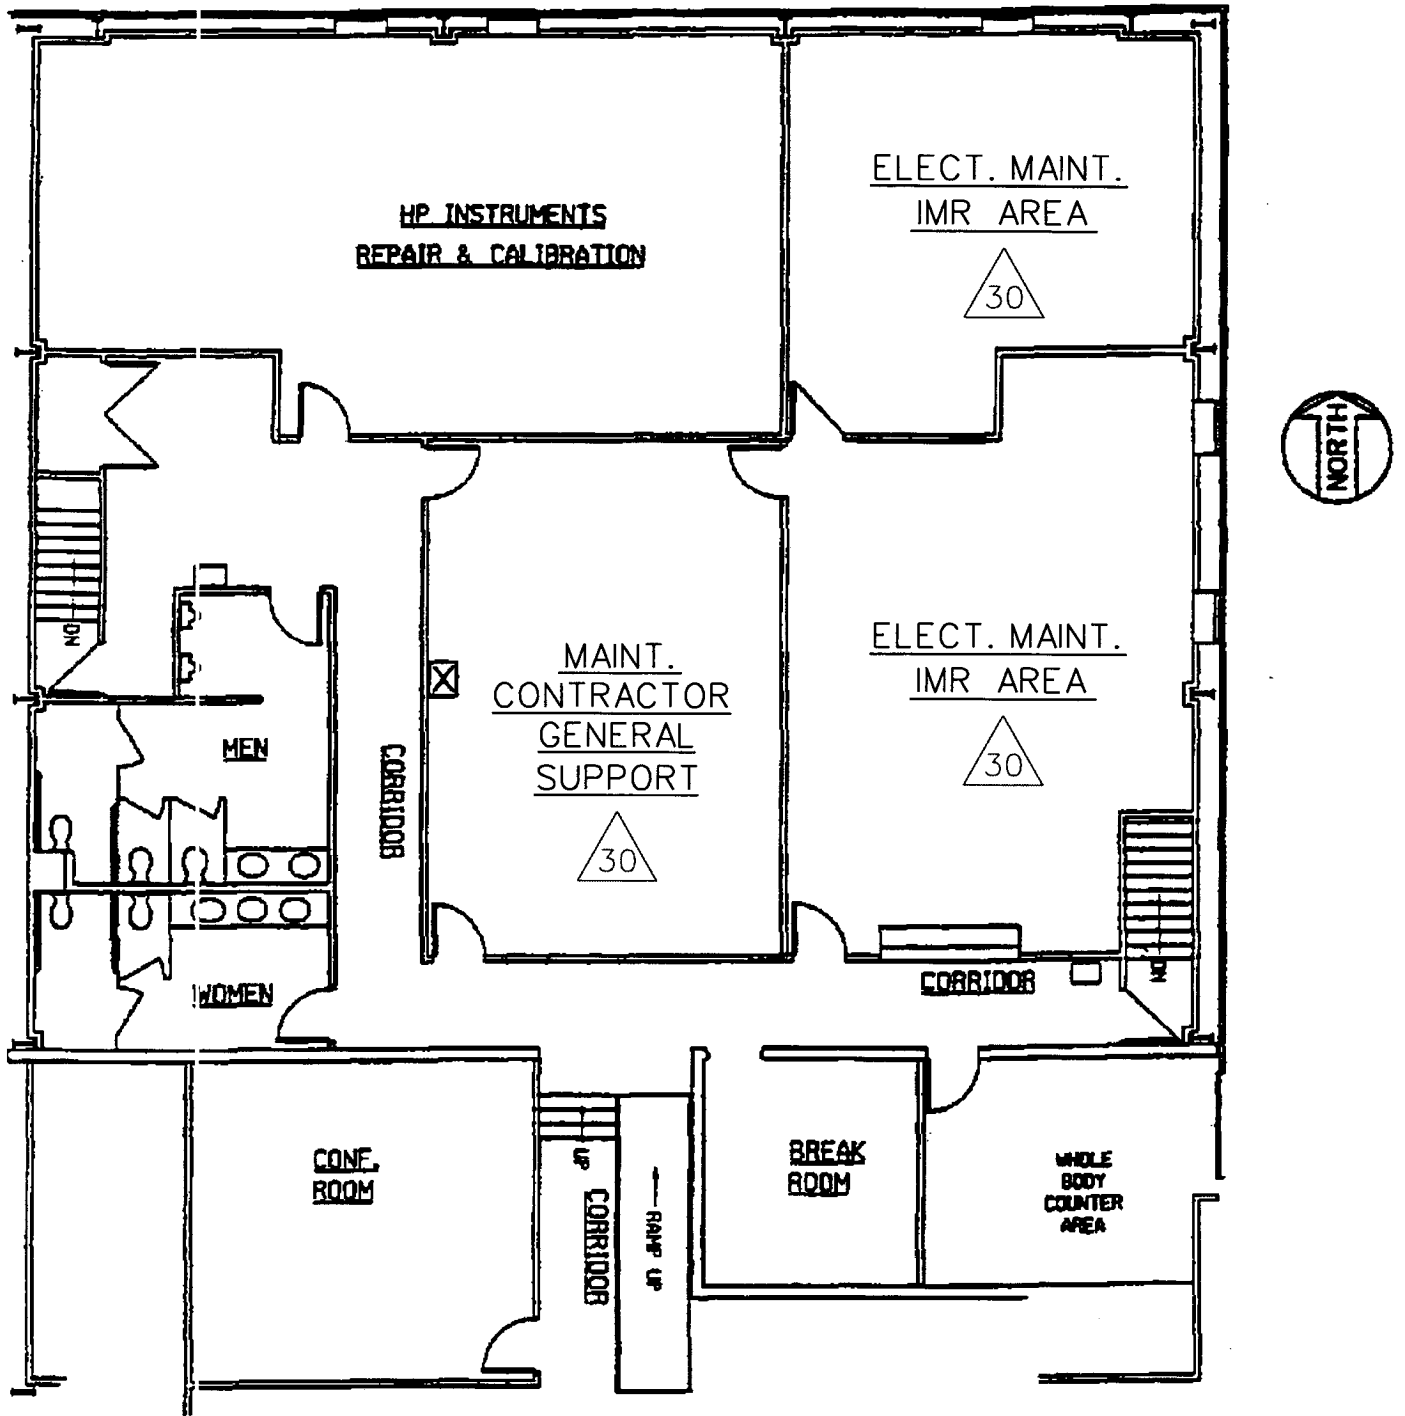 HP INSTRUMENTS
REPAIR & CALIBRATION
ELECT. MAINT.
IMR AREA
30
NORTH
DN
MAINT.
CONTRACTOR
GENERAL
SUPPORT
30
ELECT. MAINT.
IMR AREA
30
MEN
CORRIDOR
WOMEN
CORRIDOR
DN
CONF.
ROOM
UP
CORRIDOR
RAMP UP
BREAK
ROOM
WHOLE
BODY
COUNTER
AREA